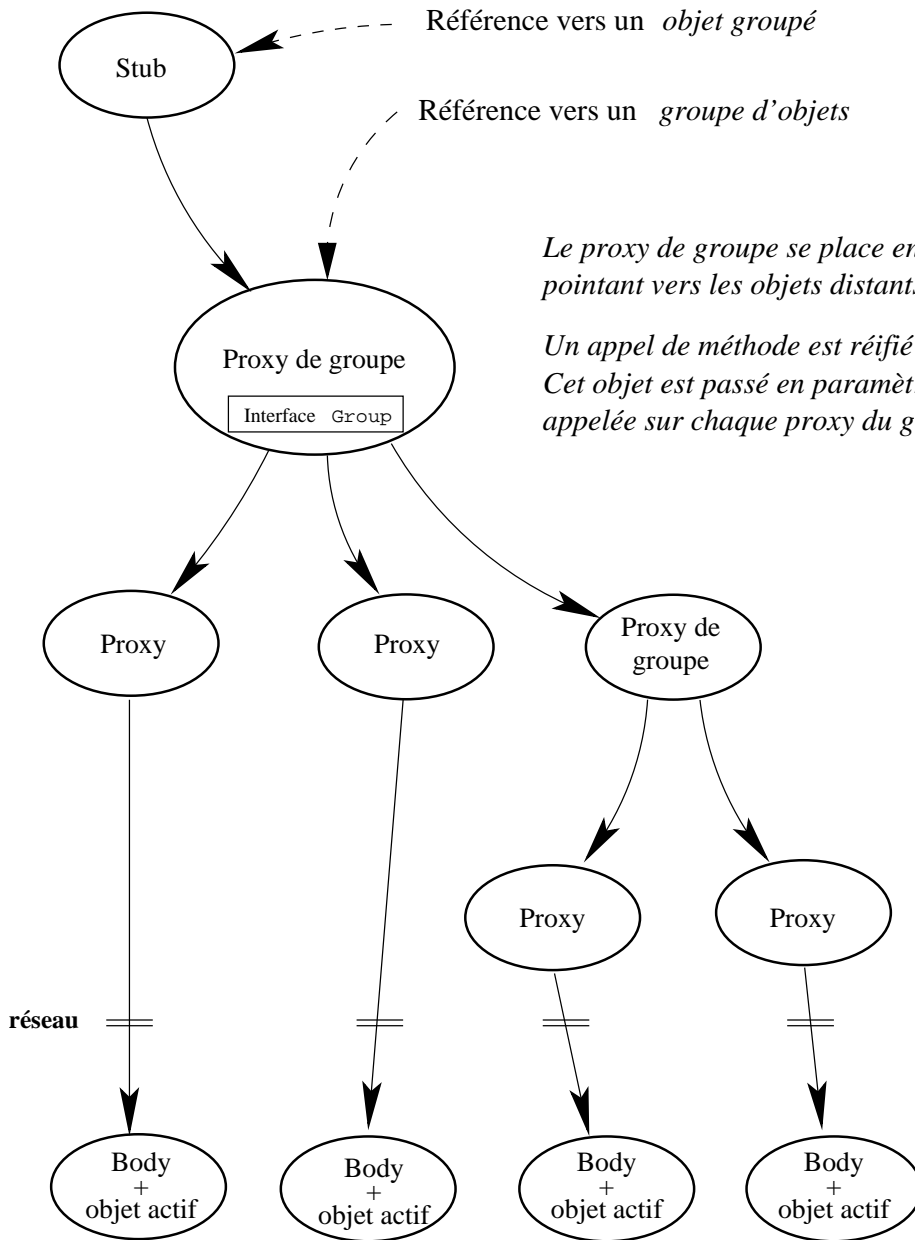 Référence vers un objet groupé
Stub
Référence vers un groupe d'objets
Le proxy de groupe se place en
pointant vers les objets distants
Un appel de méthode est réifié
Cet objet est passé en paramèt
appelée sur chaque proxy du g
Proxy de groupe
Interface Group
Proxy
Proxy
Proxy de
groupe
Proxy
Proxy
réseau
Body
+
objet actif
Body
+
objet actif
Body
+
objet actif
Body
+
objet actif